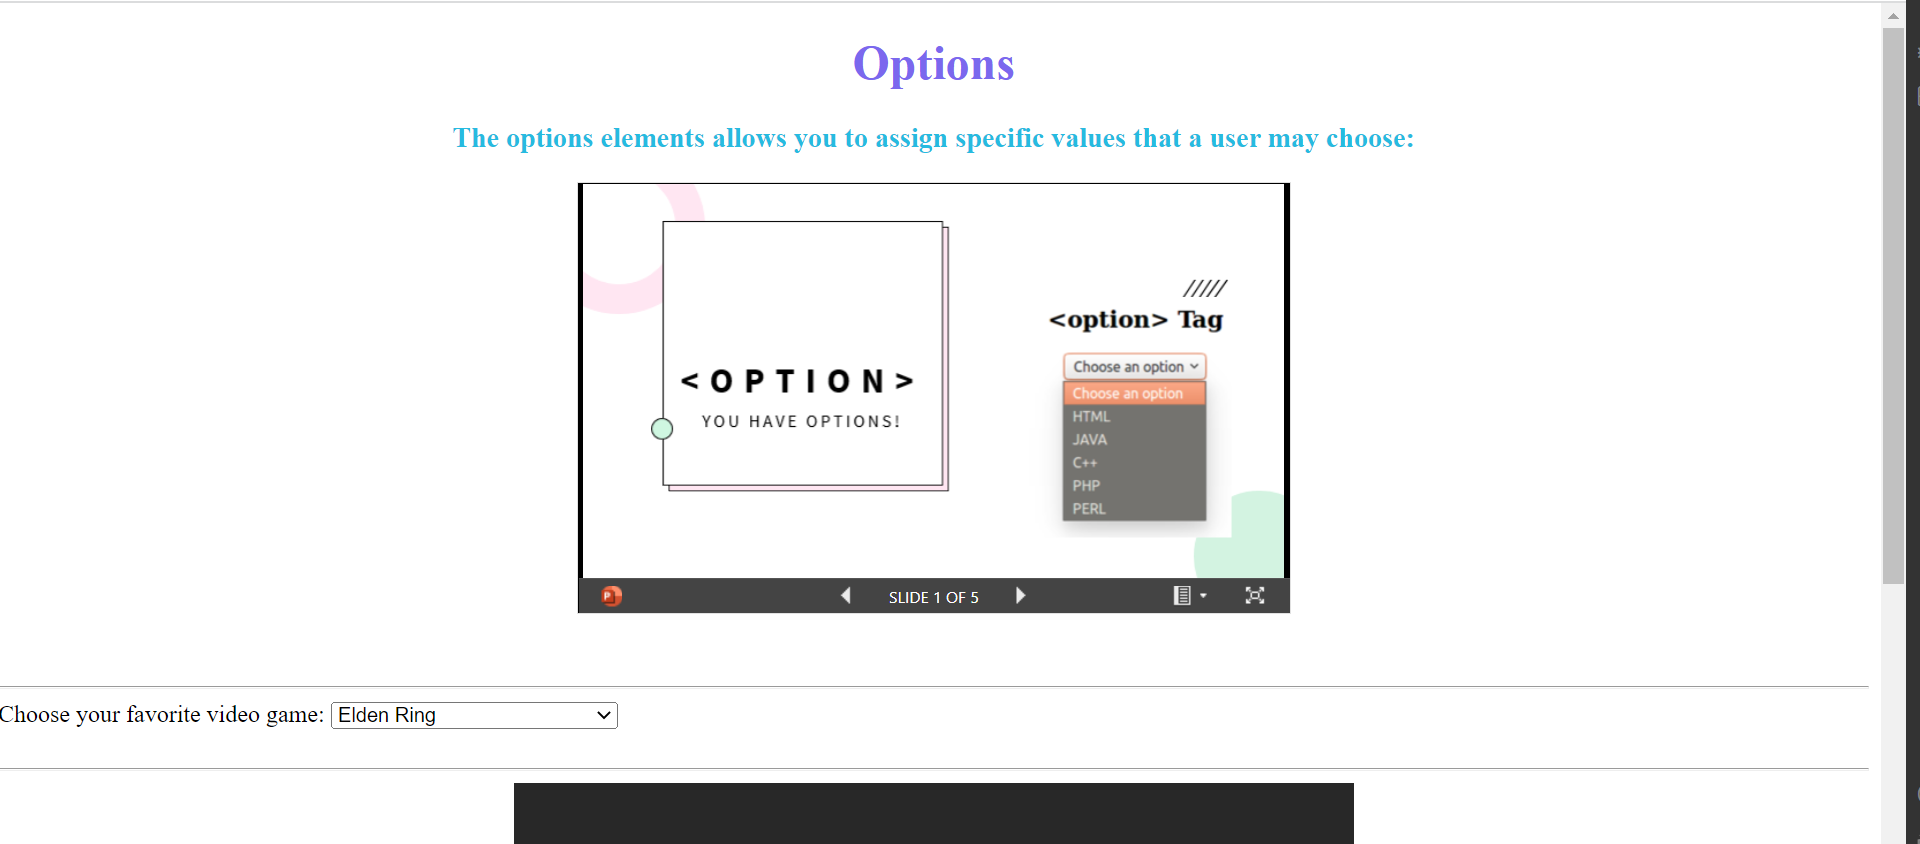 Options
The options elements allows you to assign specific values that a user may choose:
<OPTION>
YOU HAVE OPTIONS!
/////
<option> Tag
Choose an option
Choose an option
HTML
JAVA
C++
PHP
PERL
P
SLIDE 1 OF 5
Choose your favorite video game: Elden Ring